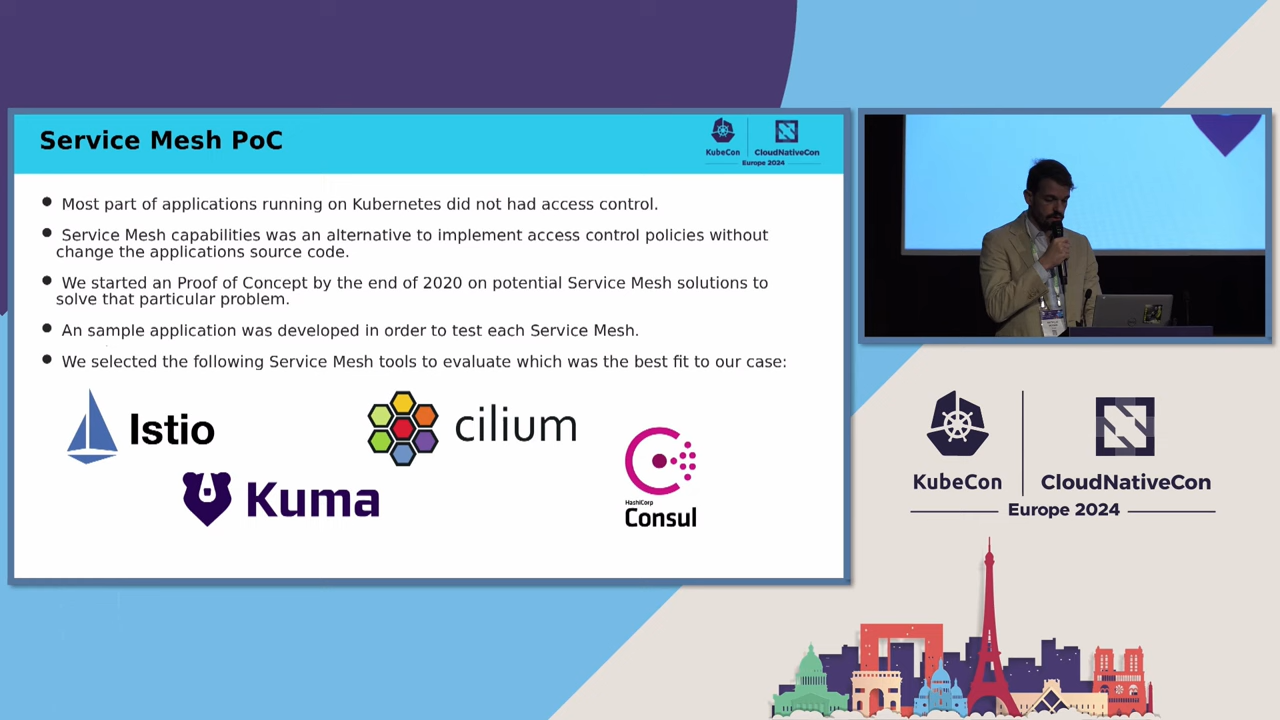 Service Mesh PoC
KubeCon
CloudNativeCon
Europe 2024
Most part of applications running on Kubernetes did not had access control.
Service Mesh capabilities was an alternative to implement access control policies without
change the applications source code.
We started an Proof of Concept by the end of 2020 on potential Service Mesh solutions to
solve that particular problem.
An sample application was developed in order to test each Service Mesh.
We selected the following Service Mesh tools to evaluate which was the best fit to our case:
Istio
cilium
Kuma
HashiCorp
Consul
KubeCon
CloudNativeCon
Europe 2024